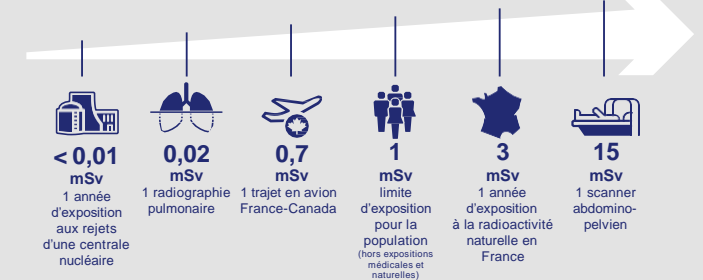 < 0,01
mSv
1 année
d'exposition
aux rejets
d'une centrale
nucléaire
0,02
mSv
1 radiographie
pulmonaire
0,7
mSv
1 trajet en avion
France-Canada
1
mSv
limite
d'exposition
pour la
population
(hors expositions
médicales et
naturelles)
3
mSv
1 année
d'exposition
à la radioactivité
naturelle en
France
15
mSv
1 scanner
abdomino-
pelvien